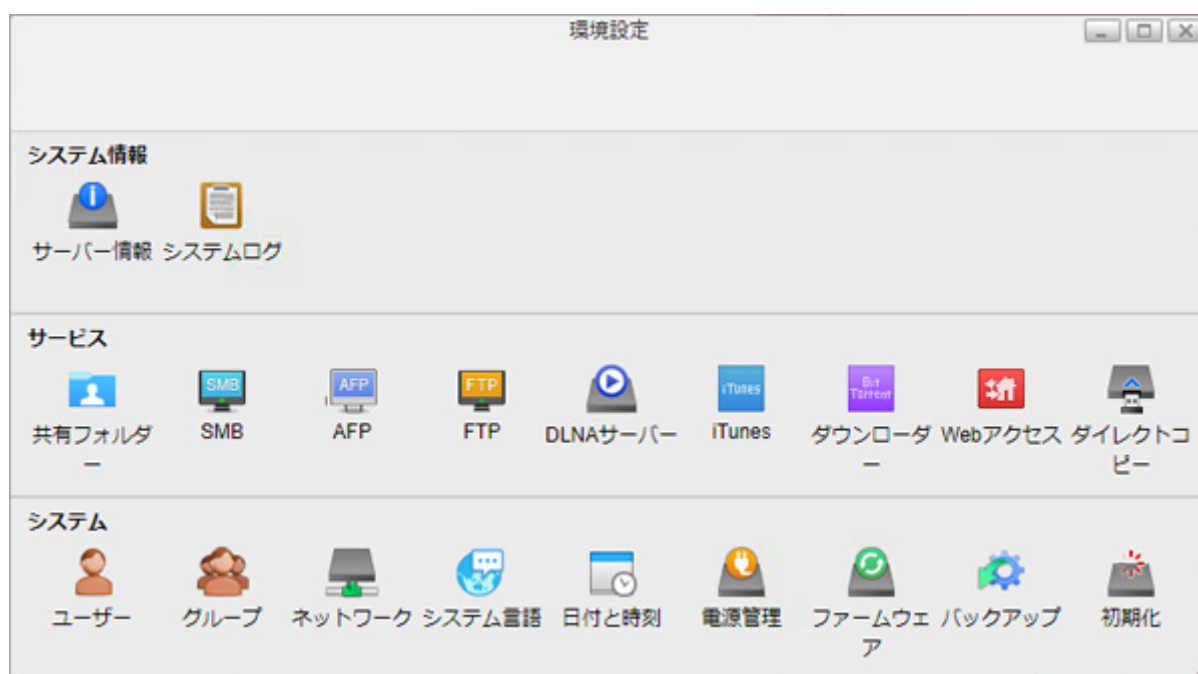 環境設定
システム情報
サーバー情報 システムログ
サービス
SMB AFP FTP iTunes Bit
Torrent
共有フォルダ SMB AFP FTP DLNAサーバー iTunes ダウンローダ Webアクセス ダイレクトコ
ー ー ピー
システム
ユーザー グループ ネットワーク システム言語 日付と時刻 電源管理 ファームウェ バックアップ 初期化
ア